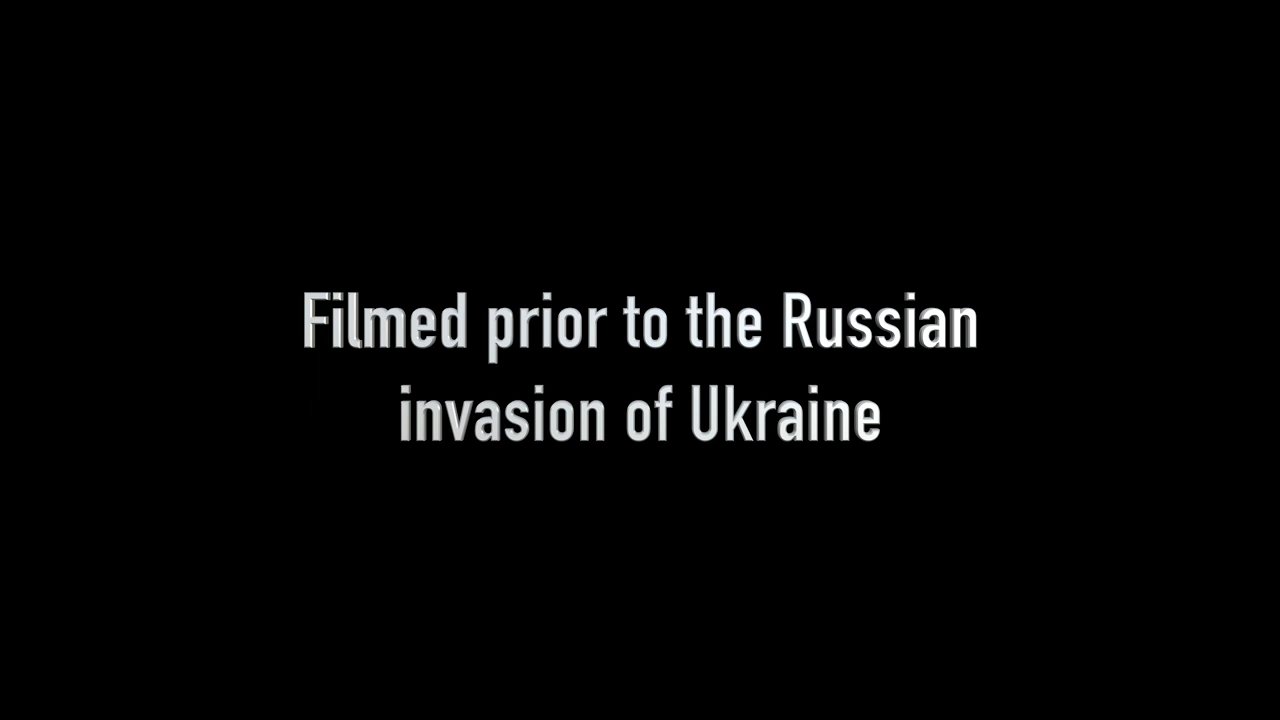 Filmed prior to the Russian
invasion of Ukraine